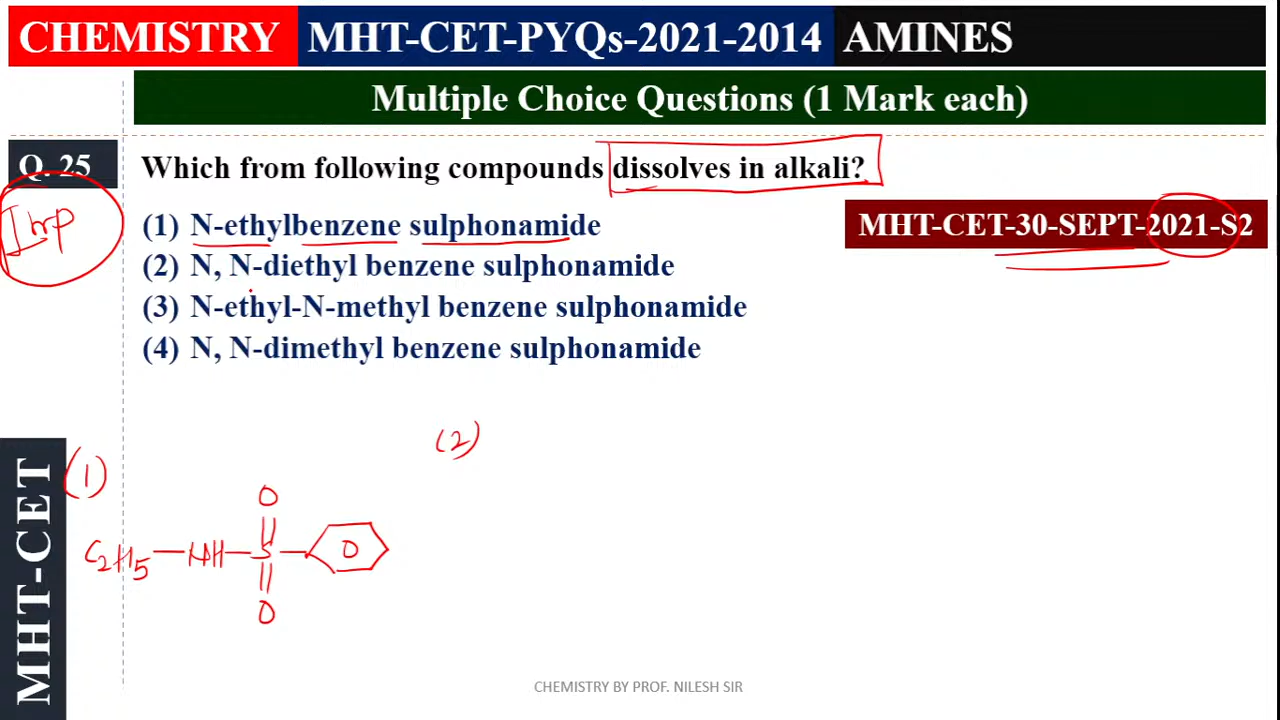 CHEMISTRY MHT-CET-PYQs-2021-2014 AMINES
Multiple Choice Questions (1 Mark each)
Q. 25 Which from following compounds dissolves in alkali?
Imp
(1) N-ethylbenzene sulphonamide
MHT-CET-30-SEPT-2021-S2
(2) N, N-diethyl benzene sulphonamide
(3) N-ethyl-N-methyl benzene sulphonamide
(4) N, N-dimethyl benzene sulphonamide
MHT-CET
(1)
(2)
O
C2H5 — NH — S —
O
CHEMISTRY BY PROF. NILESH SIR